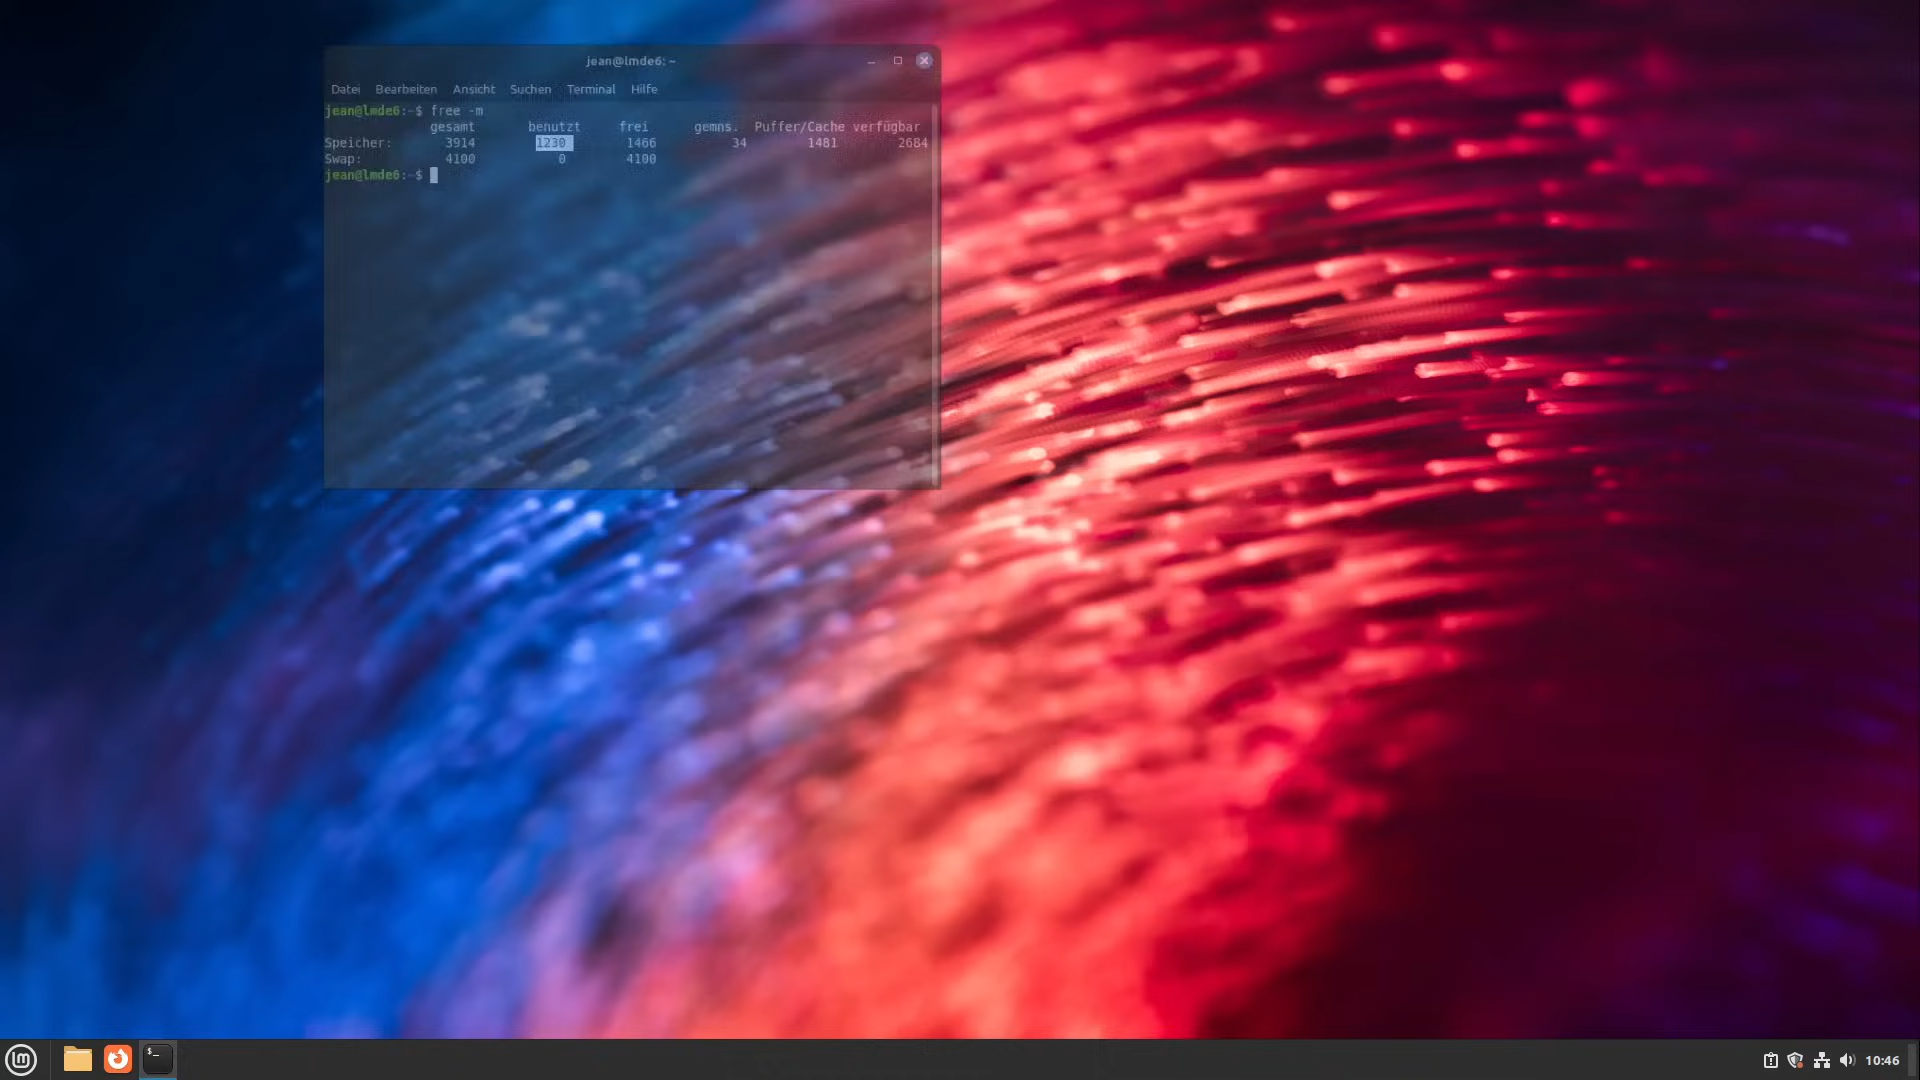 jean@lmde6: ~
Datei Bearbeiten Ansicht Suchen Terminal Hilfe
jean@lmde6:~$ free -m
gesamt benutzt frei gemns. Puffer/Cache verfügbar
Speicher: 3914 1230 1466 34 1481 2684
Swap: 4100 0 4100
jean@lmde6:~$
$_
10:46